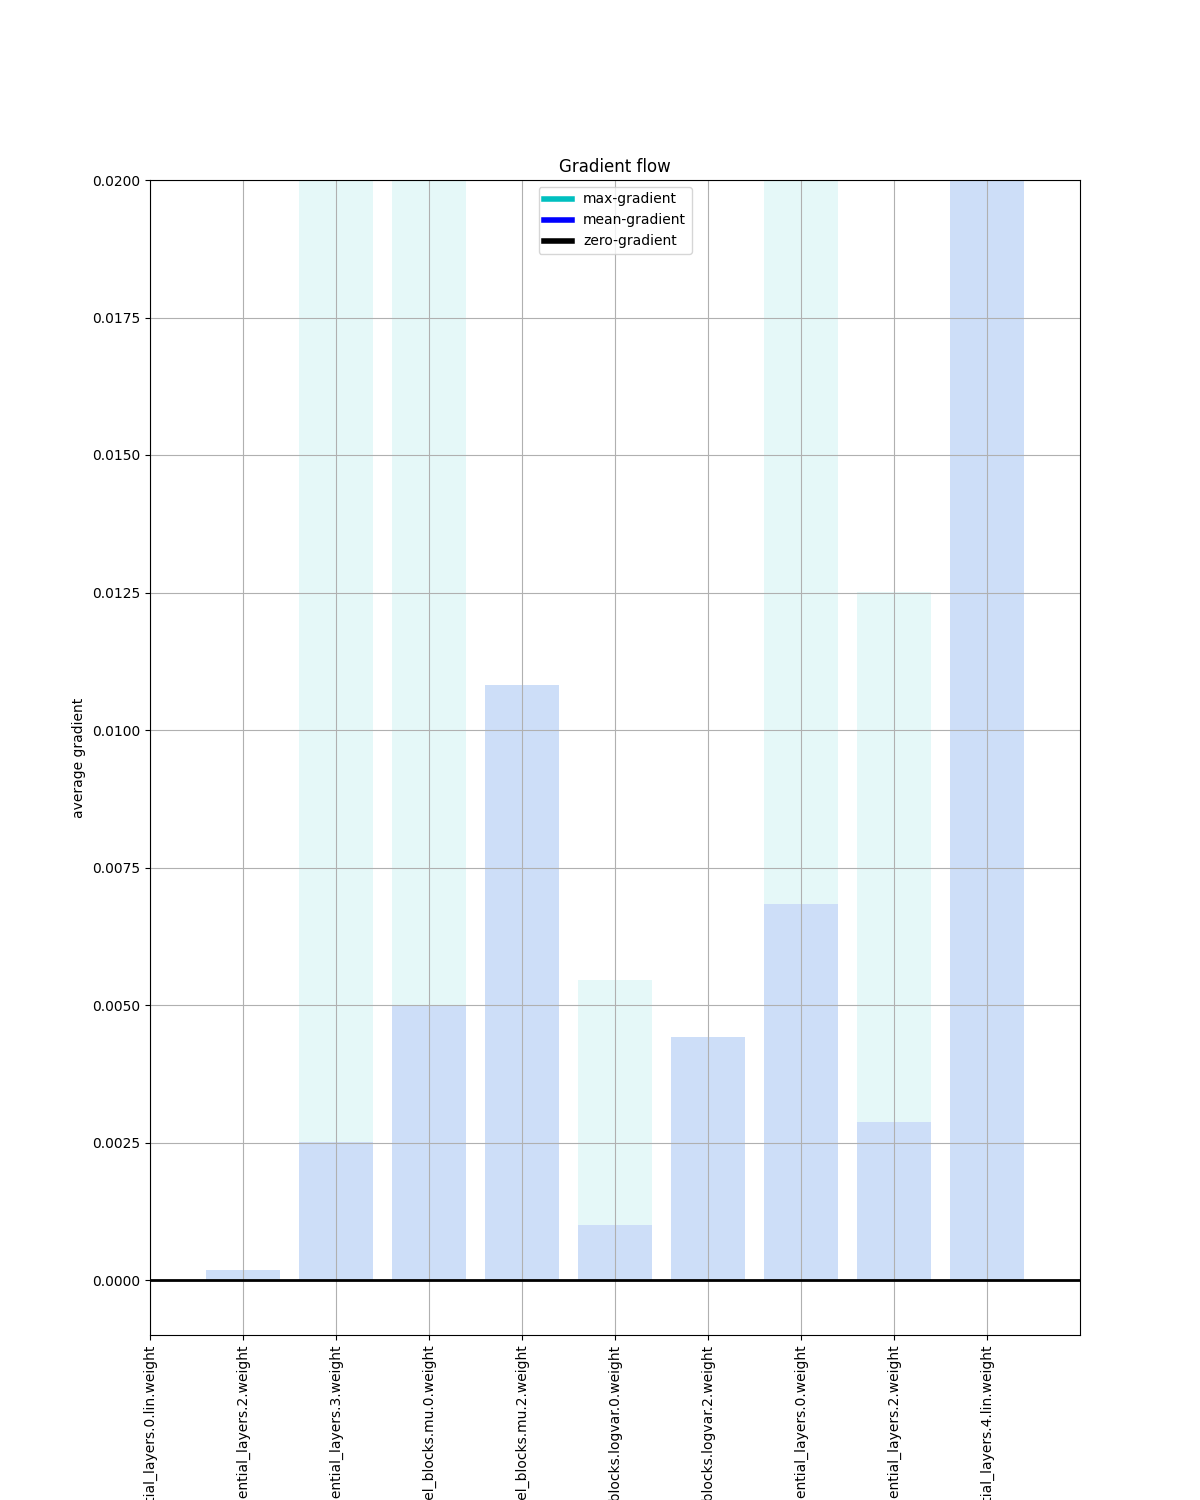 Gradient flow
max-gradient
mean-gradient
zero-gradient
0.0200
0.0175
0.0150
0.0125
0.0100
0.0075
0.0050
0.0025
0.0000
average gradient
tial_layers.0.lin.weight
ential_layers.2.weight
ential_layers.3.weight
el_blocks.mu.0.weight
el_blocks.mu.2.weight
blocks.logvar.0.weight
blocks.logvar.2.weight
ential_layers.0.weight
ential_layers.2.weight
tial_layers.4.lin.weight